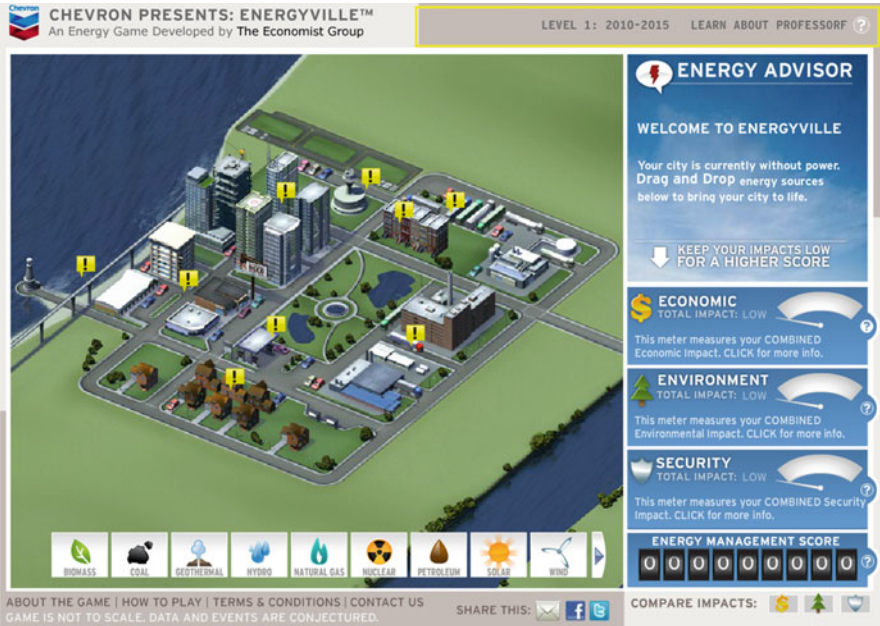 Chevron
CHEVRON PRESENTS: ENERGYVILLE™
An Energy Game Developed by The Economist Group
LEVEL 1: 2010-2015 LEARN ABOUT PROFESSORF ?
ENERGY ADVISOR
WELCOME TO ENERGYVILLE
Your city is currently without power.
Drag and Drop energy sources
below to bring your city to life.
KEEP YOUR IMPACTS LOW
FOR A HIGHER SCORE
$ ECONOMIC
TOTAL IMPACT: LOW
?
This meter measures your COMBINED
Economic Impact. CLICK for more info.
ENVIRONMENT
TOTAL IMPACT: LOW
?
This meter measures your COMBINED
Environmental Impact. CLICK for more info.
SECURITY
TOTAL IMPACT: LOW
?
This meter measures your COMBINED Security
Impact. CLICK for more info.
ENERGY MANAGEMENT SCORE
0 0 0 0 0 0 0 0 0 ?
!
!
!
!
!
!
!
!
!
BIOMASS COAL GEOTHERMAL HYDRO NATURAL GAS NUCLEAR PETROLEUM SOLAR WIND
ABOUT THE GAME | HOW TO PLAY | TERMS & CONDITIONS | CONTACT US
GAME IS NOT TO SCALE. DATA AND EVENTS ARE CONJECTURED.
SHARE THIS: f
COMPARE IMPACTS: $